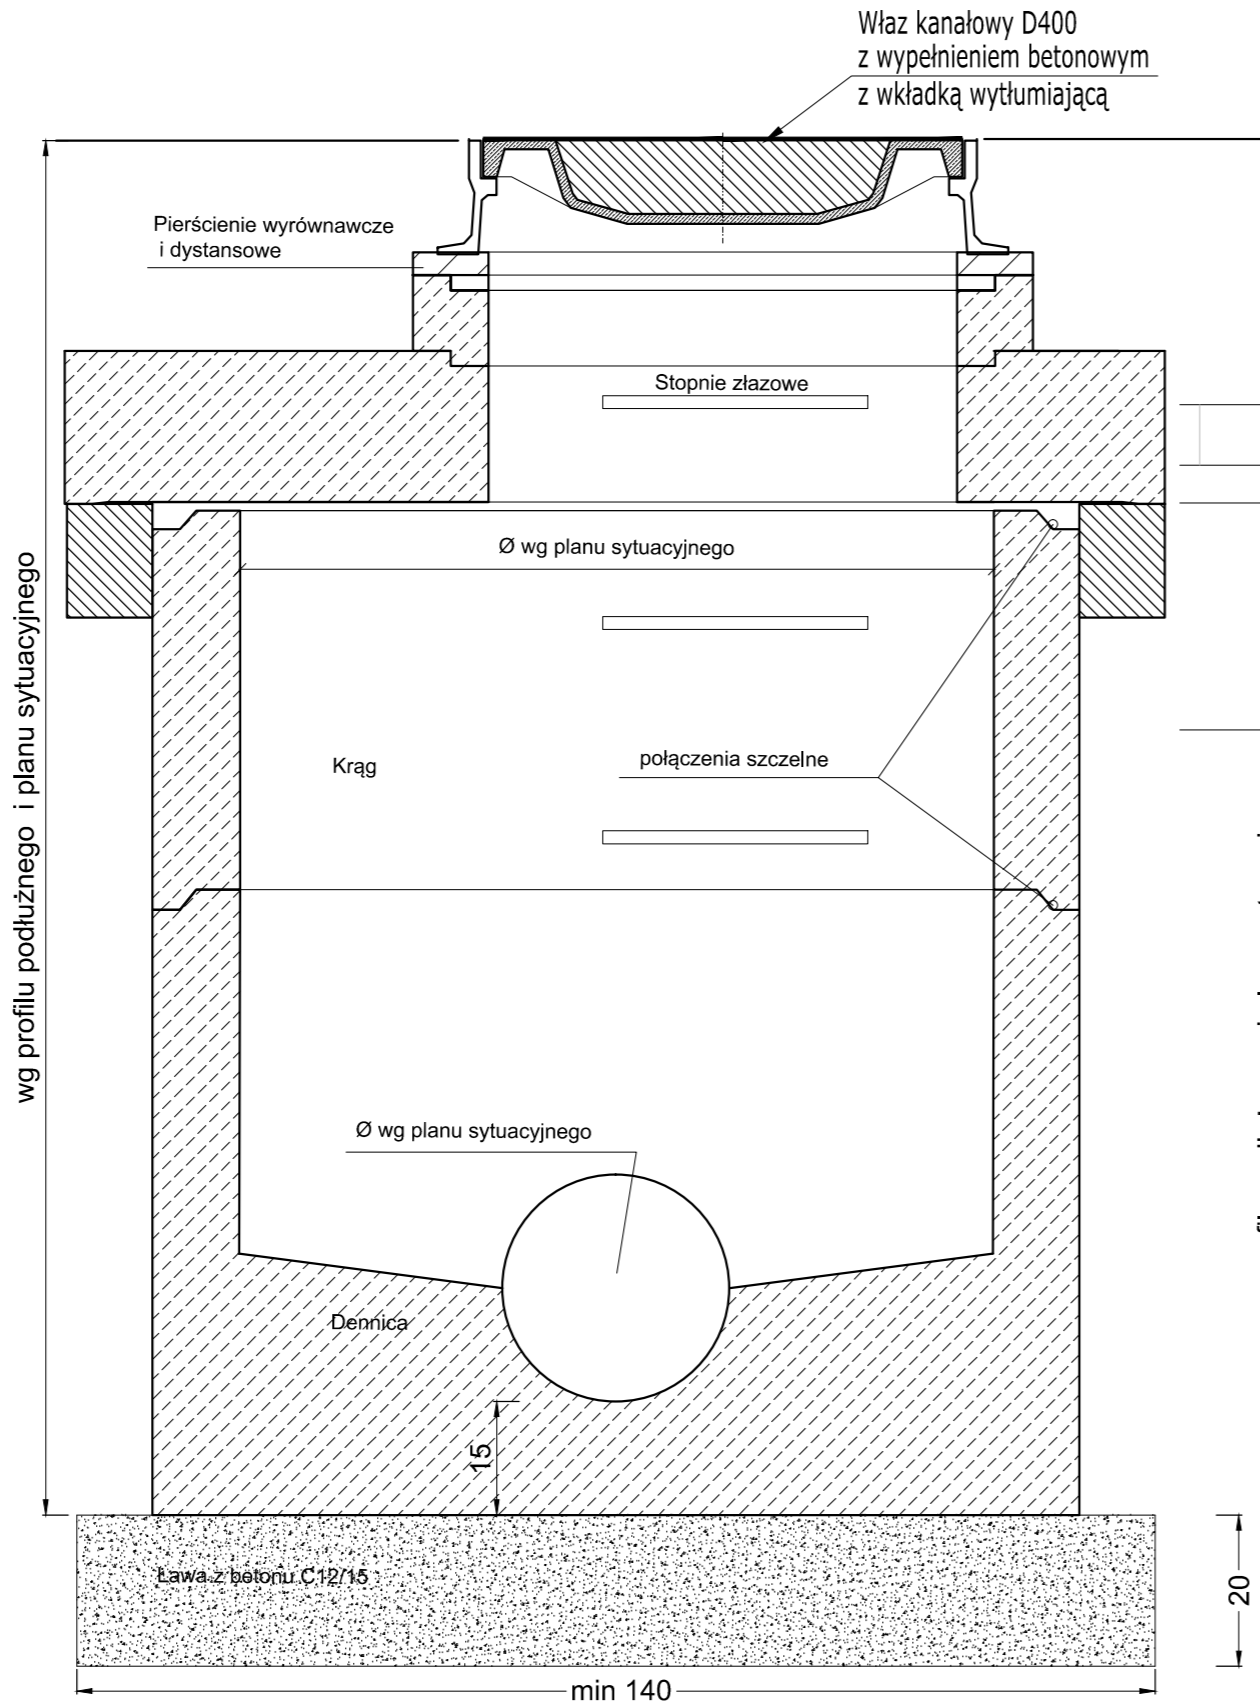 Właz kanałowy D400
z wypełnieniem betonowym
z wkładką wytłumiającą
Pierścienie wyrównawcze
i dystansowe
Stopnie złazowe
Ø wg planu sytuacyjnego
Krąg
połączenia szczelne
wg profilu podłużnego i planu sytuacyjnego
Ø wg planu sytuacyjnego
Dennica
15
Ława z betonu C12/15
20
min 140